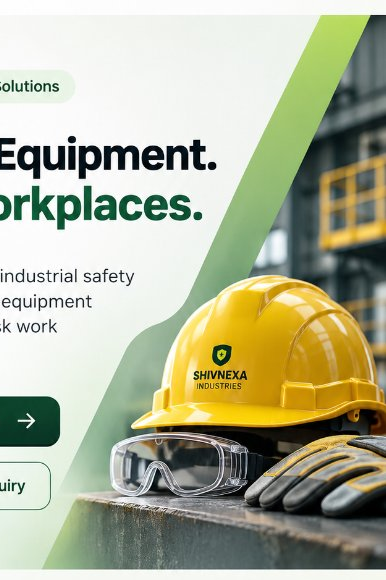 Solutions
Equipment.
orkplaces.
industrial safety
equipment
sk work
→
uiry
SHIVNEXA
INDUSTRIES